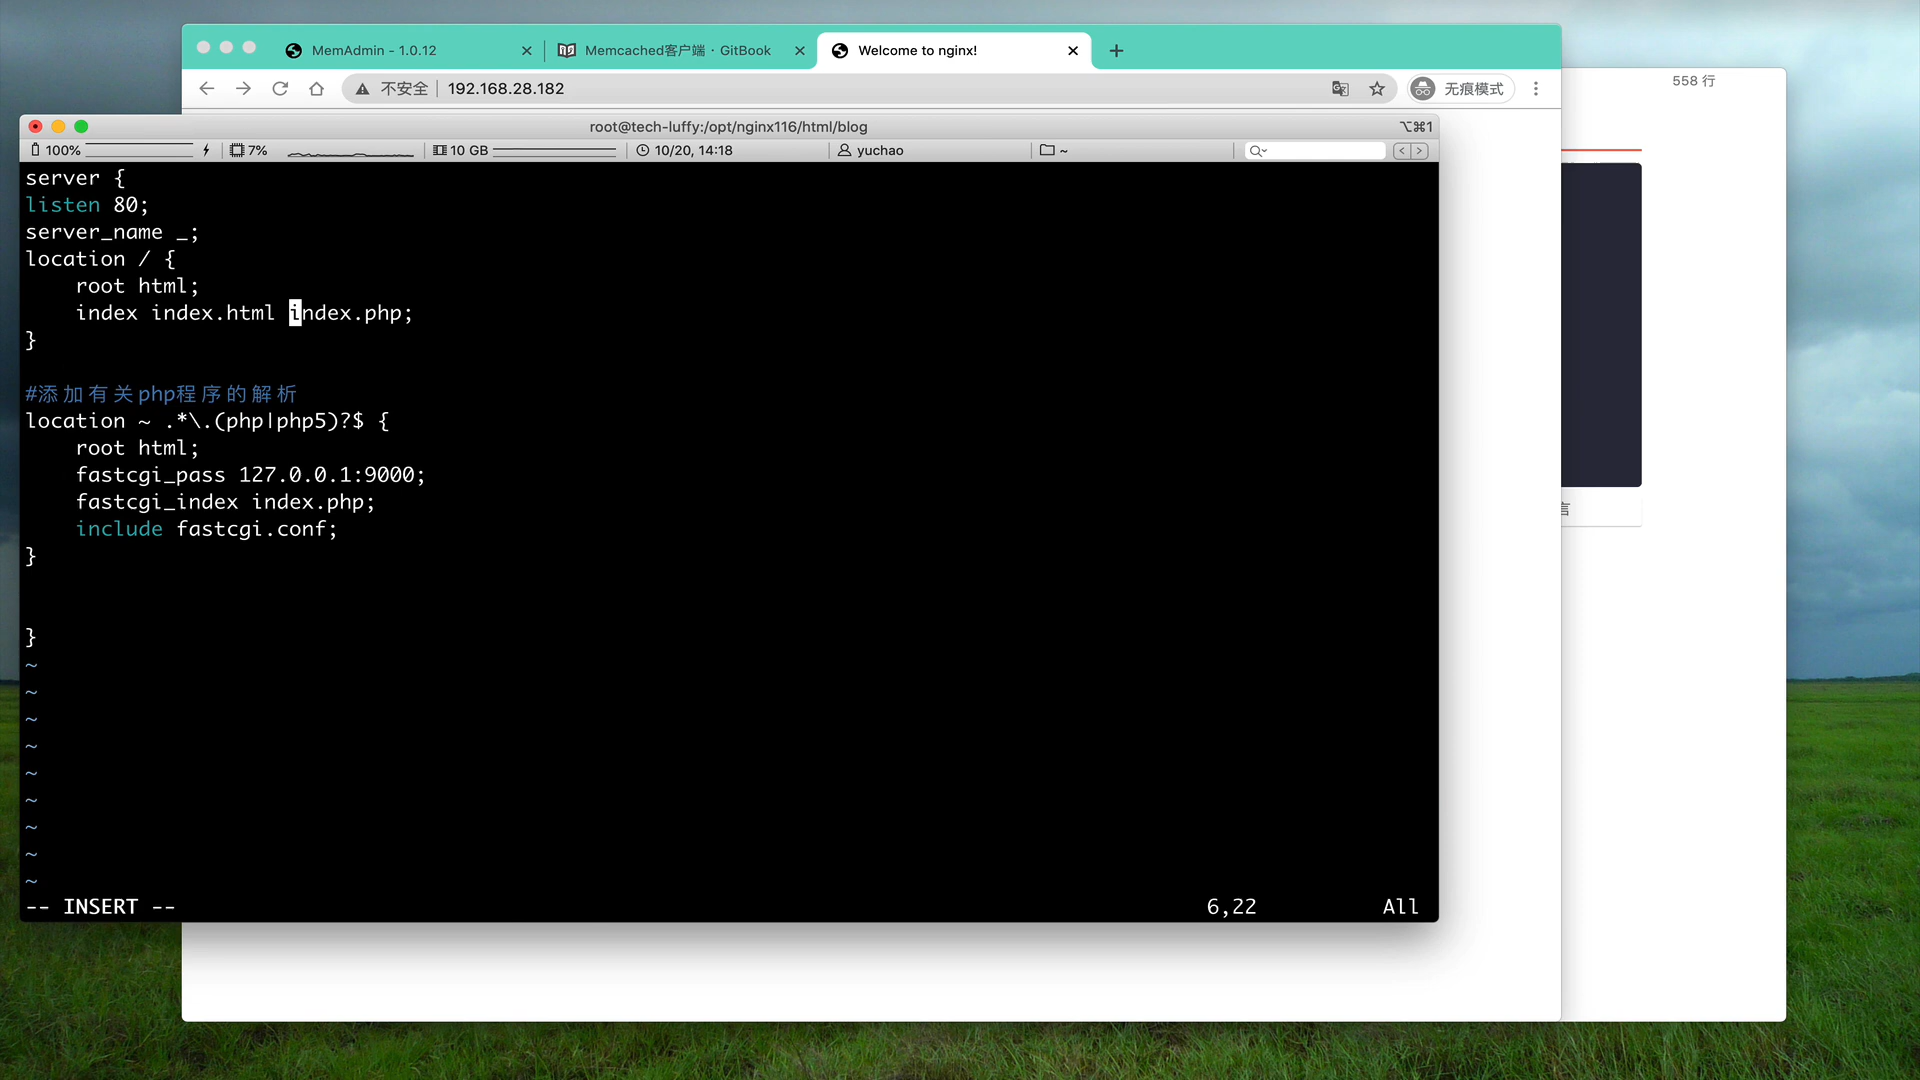 MemAdmin - 1.0.12
Memcached客户端 · GitBook
Welcome to nginx!
不安全
192.168.28.182
无痕模式
558 行
root@tech-luffy:/opt/nginx116/html/blog
⌥⌘1
100%
7%
10 GB
10/20, 14:18
yuchao
~
server {
listen 80;
server_name _;
location / {
    root html;
    index index.html index.php;
}
#添加有关php程序的解析
location ~ .*\.(php|php5)?$ {
    root html;
    fastcgi_pass 127.0.0.1:9000;
    fastcgi_index index.php;
    include fastcgi.conf;
}
}
~
~
~
~
~
~
~
~
~
-- INSERT --
6,22
All
言